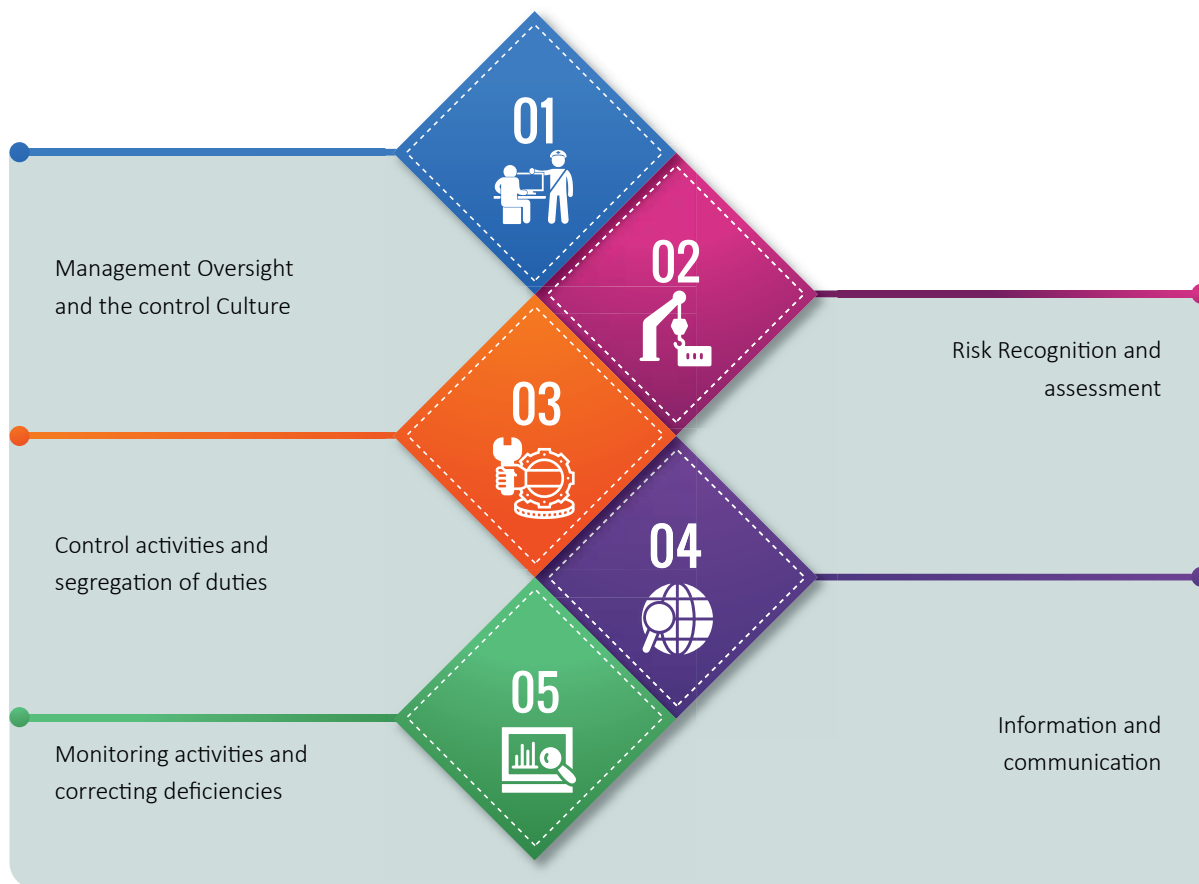 01
Management Oversight
and the control Culture
02
Risk Recognition and
assessment
03
Control activities and
segregation of duties
04
Information and
communication
05
Monitoring activities and
correcting deficiencies